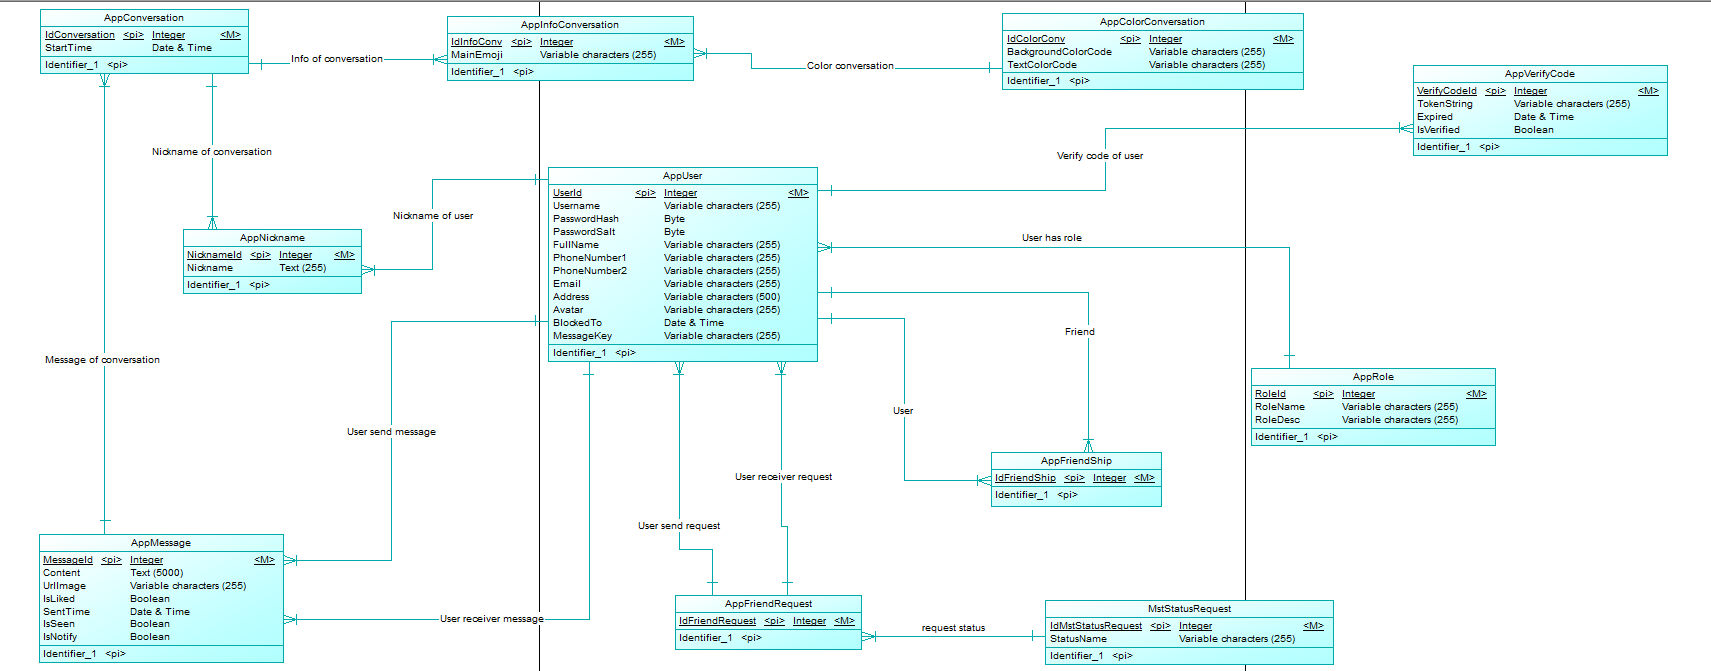 AppConversation
IdConversation <pi> Integer <M>
StartTime Date & Time
Identifier_1 <pi>
Info of conversation
AppInfoConversation
IdInfoConv <pi> Integer <M>
MainEmoji Variable characters (255)
Identifier_1 <pi>
Color conversation
AppColorConversation
IdColorConv <pi> Integer <M>
BackgroundColorCode Variable characters (255)
TextColorCode Variable characters (255)
Identifier_1 <pi>
AppVerifyCode
VerifyCodeId <pi> Integer <M>
TokenString Variable characters (255)
Expired Date & Time
IsVerified Boolean
Identifier_1 <pi>
Nickname of conversation
Verify code of user
AppUser
UserId <pi> Integer <M>
Username Variable characters (255)
PasswordHash Byte
PasswordSalt Byte
FullName Variable characters (255)
PhoneNumber1 Variable characters (255)
PhoneNumber2 Variable characters (255)
Email Variable characters (255)
Address Variable characters (500)
Avatar Variable characters (255)
BlockedTo Date & Time
MessageKey Variable characters (255)
Identifier_1 <pi>
Nickname of user
AppNickname
NicknameId <pi> Integer <M>
Nickname Text (255)
Identifier_1 <pi>
User has role
Friend
Message of conversation
AppRole
RoleId <pi> Integer <M>
RoleName Variable characters (255)
RoleDesc Variable characters (255)
Identifier_1 <pi>
User
User send message
AppFriendShip
IdFriendShip <pi> Integer <M>
Identifier_1 <pi>
User receiver request
User send request
AppMessage
MessageId <pi> Integer <M>
Content Text (5000)
UrlImage Variable characters (255)
IsLiked Boolean
SentTime Date & Time
IsSeen Boolean
IsNotify Boolean
Identifier_1 <pi>
User receiver message
AppFriendRequest
IdFriendRequest <pi> Integer <M>
Identifier_1 <pi>
request status
MstStatusRequest
IdMstStatusRequest <pi> Integer <M>
StatusName Variable characters (255)
Identifier_1 <pi>